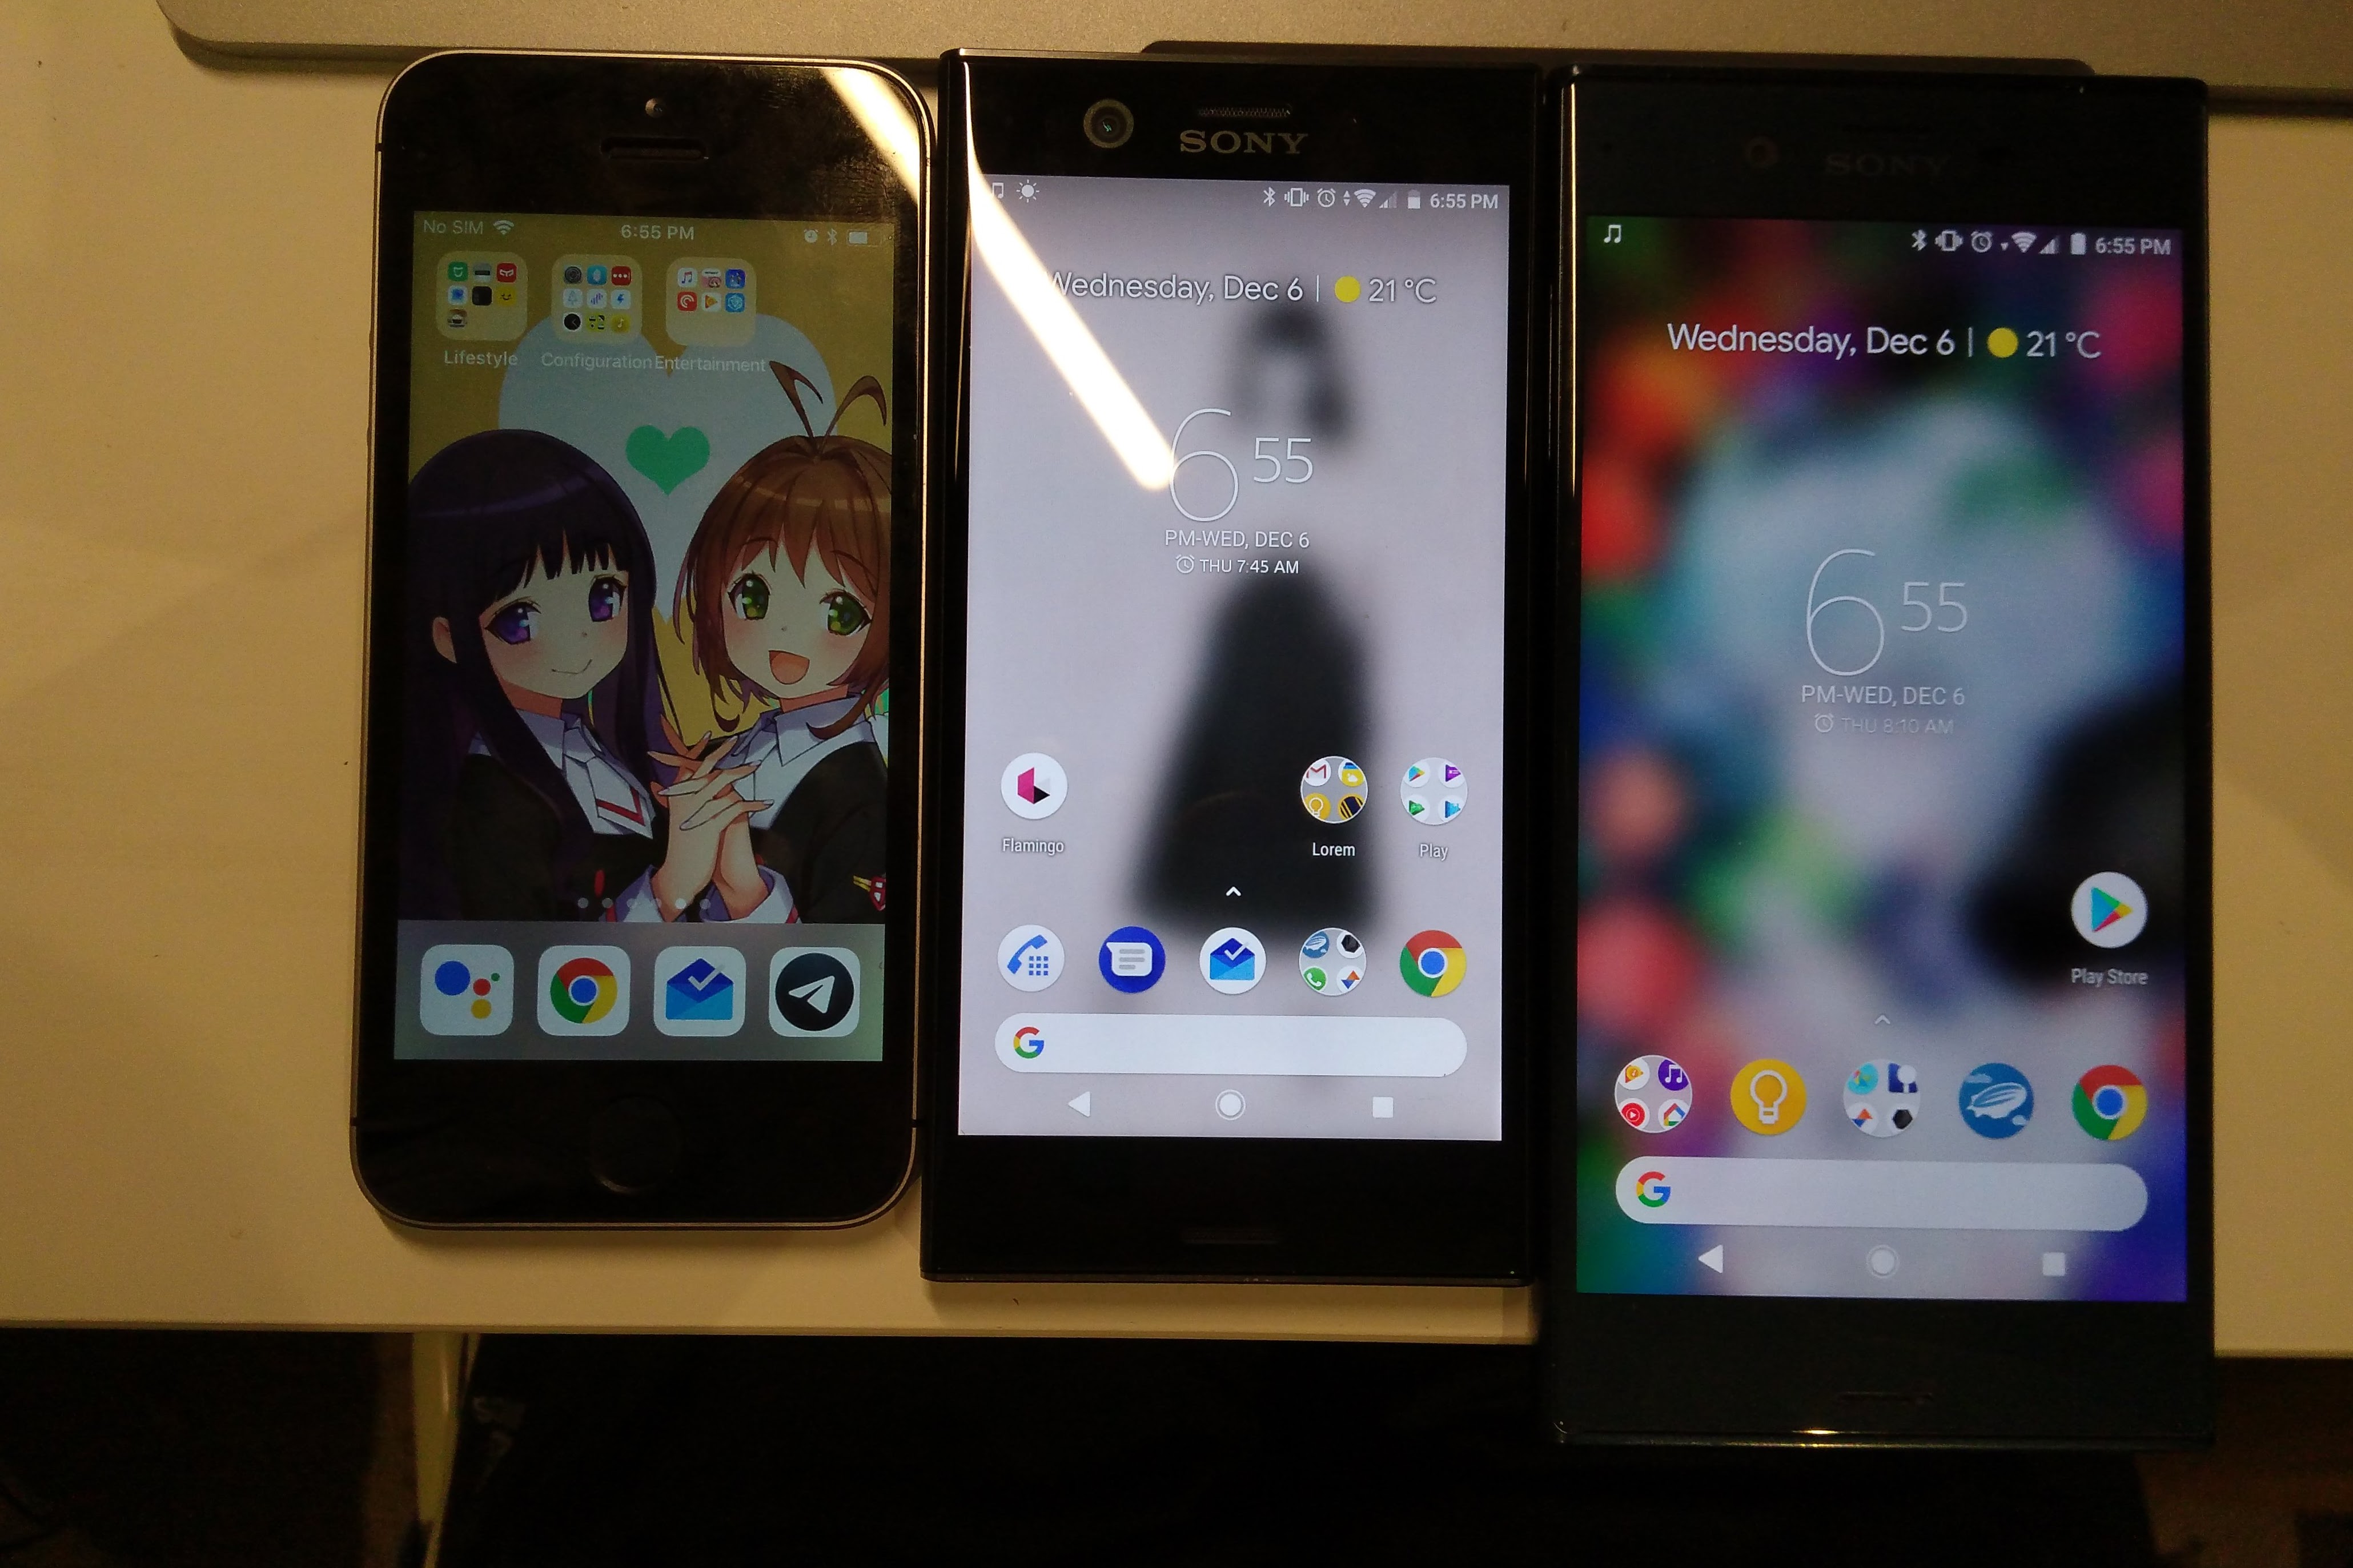 No SIM 6:55 PM
Lifestyle Configuration Entertainment
SONY
6:55 PM
Wednesday, Dec 6 | 21 °C
6 55
PM-WED, DEC 6
THU 7:45 AM
Flamingo Lorem Play
G
SONY
6:55 PM
Wednesday, Dec 6 | 21 °C
6 55
PM-WED, DEC 6
THU 8:10 AM
Play Store
G